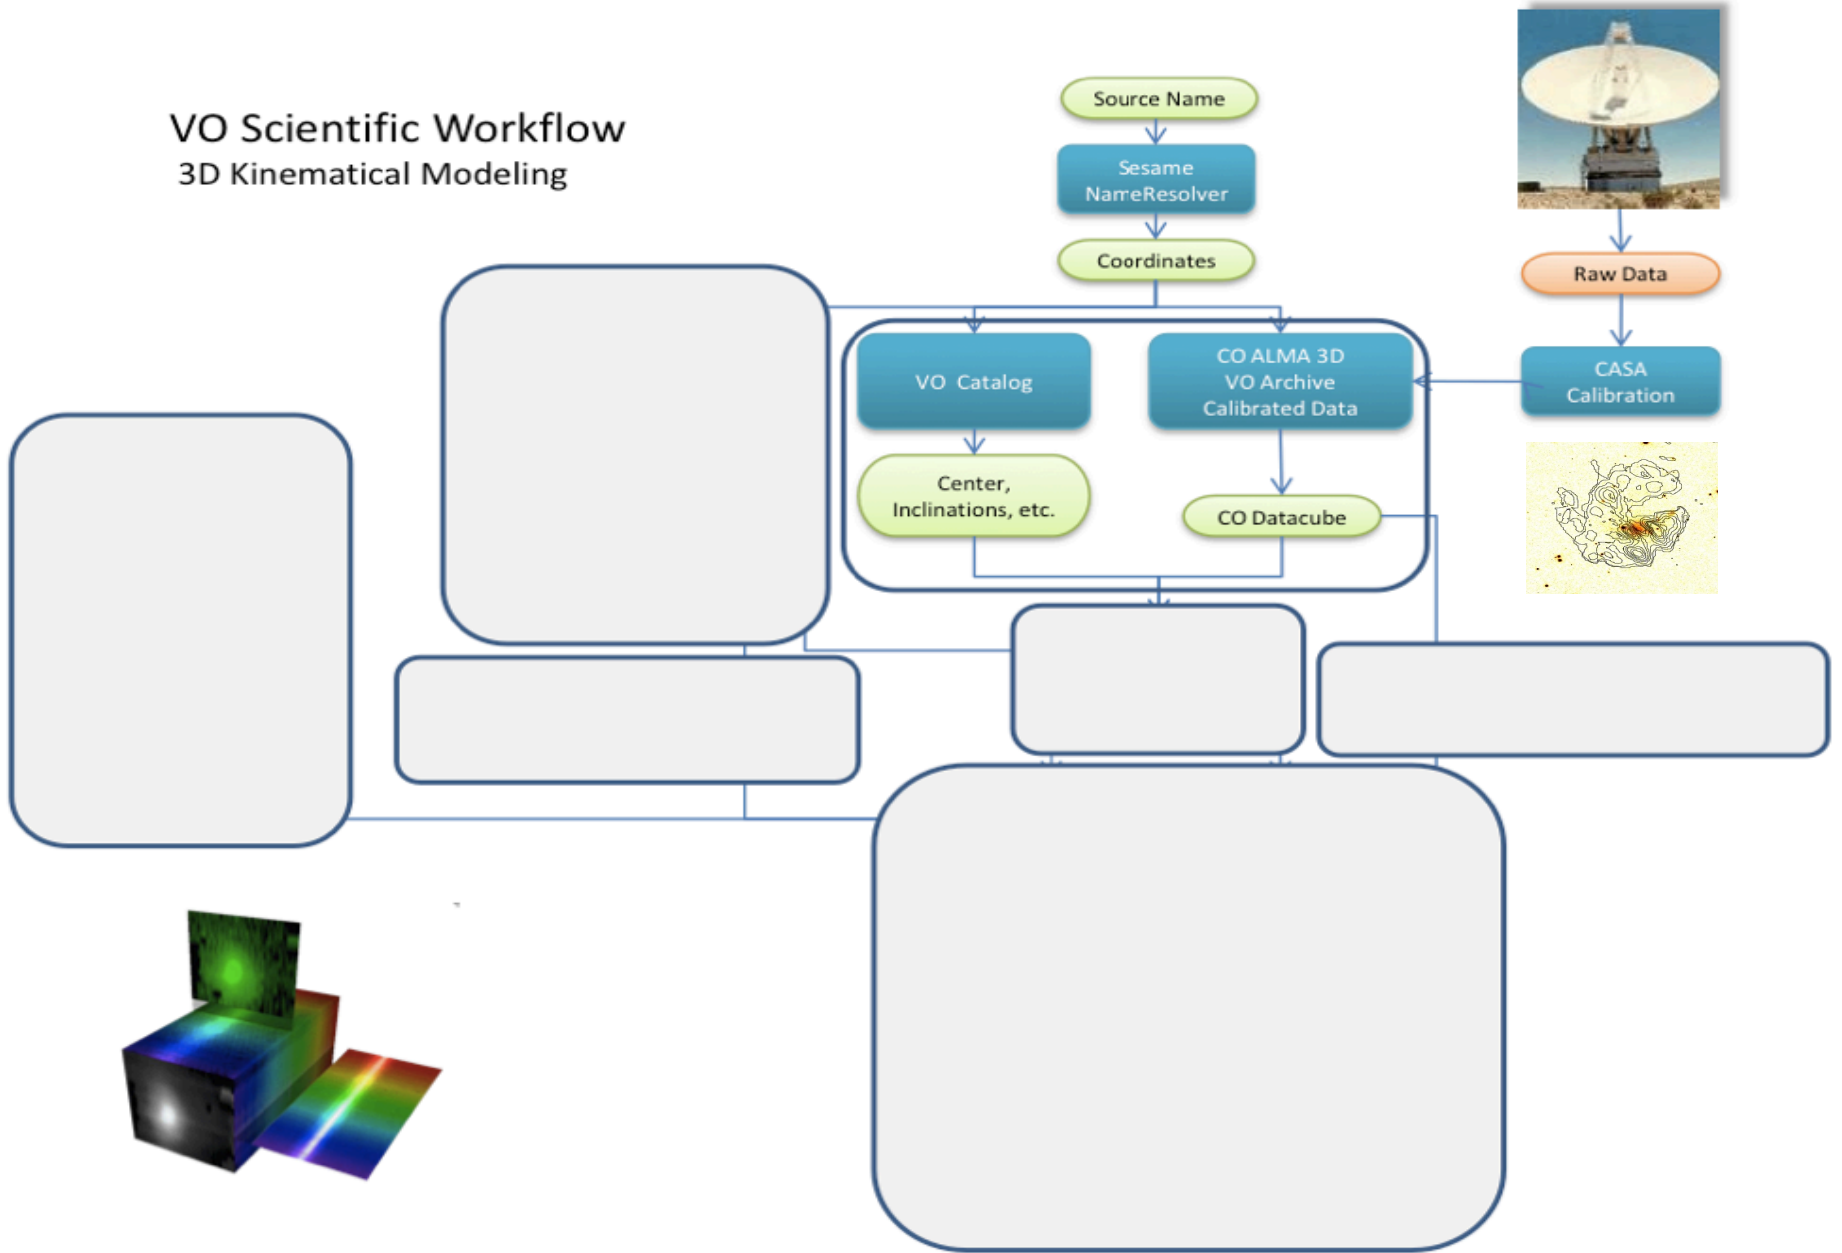 VO Scientific Workflow
3D Kinematical Modeling
Source Name
Sesame
NameResolver
Coordinates
Raw Data
VO Catalog
CO ALMA 3D
VO Archive
Calibrated Data
CASA
Calibration
Center,
Inclinations, etc.
CO Datacube